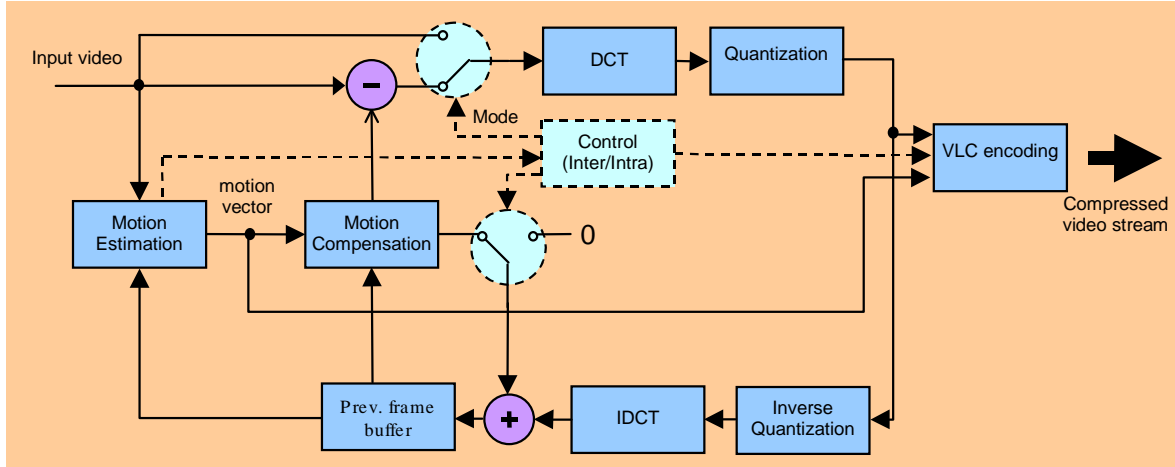 Input video
-
DCT
Quantization
Mode
Control
(Inter/Intra)
VLC encoding
Compressed
video stream
motion
vector
Motion
Estimation
Motion
Compensation
0
Prev. frame
buffer
+
IDCT
Inverse
Quantization